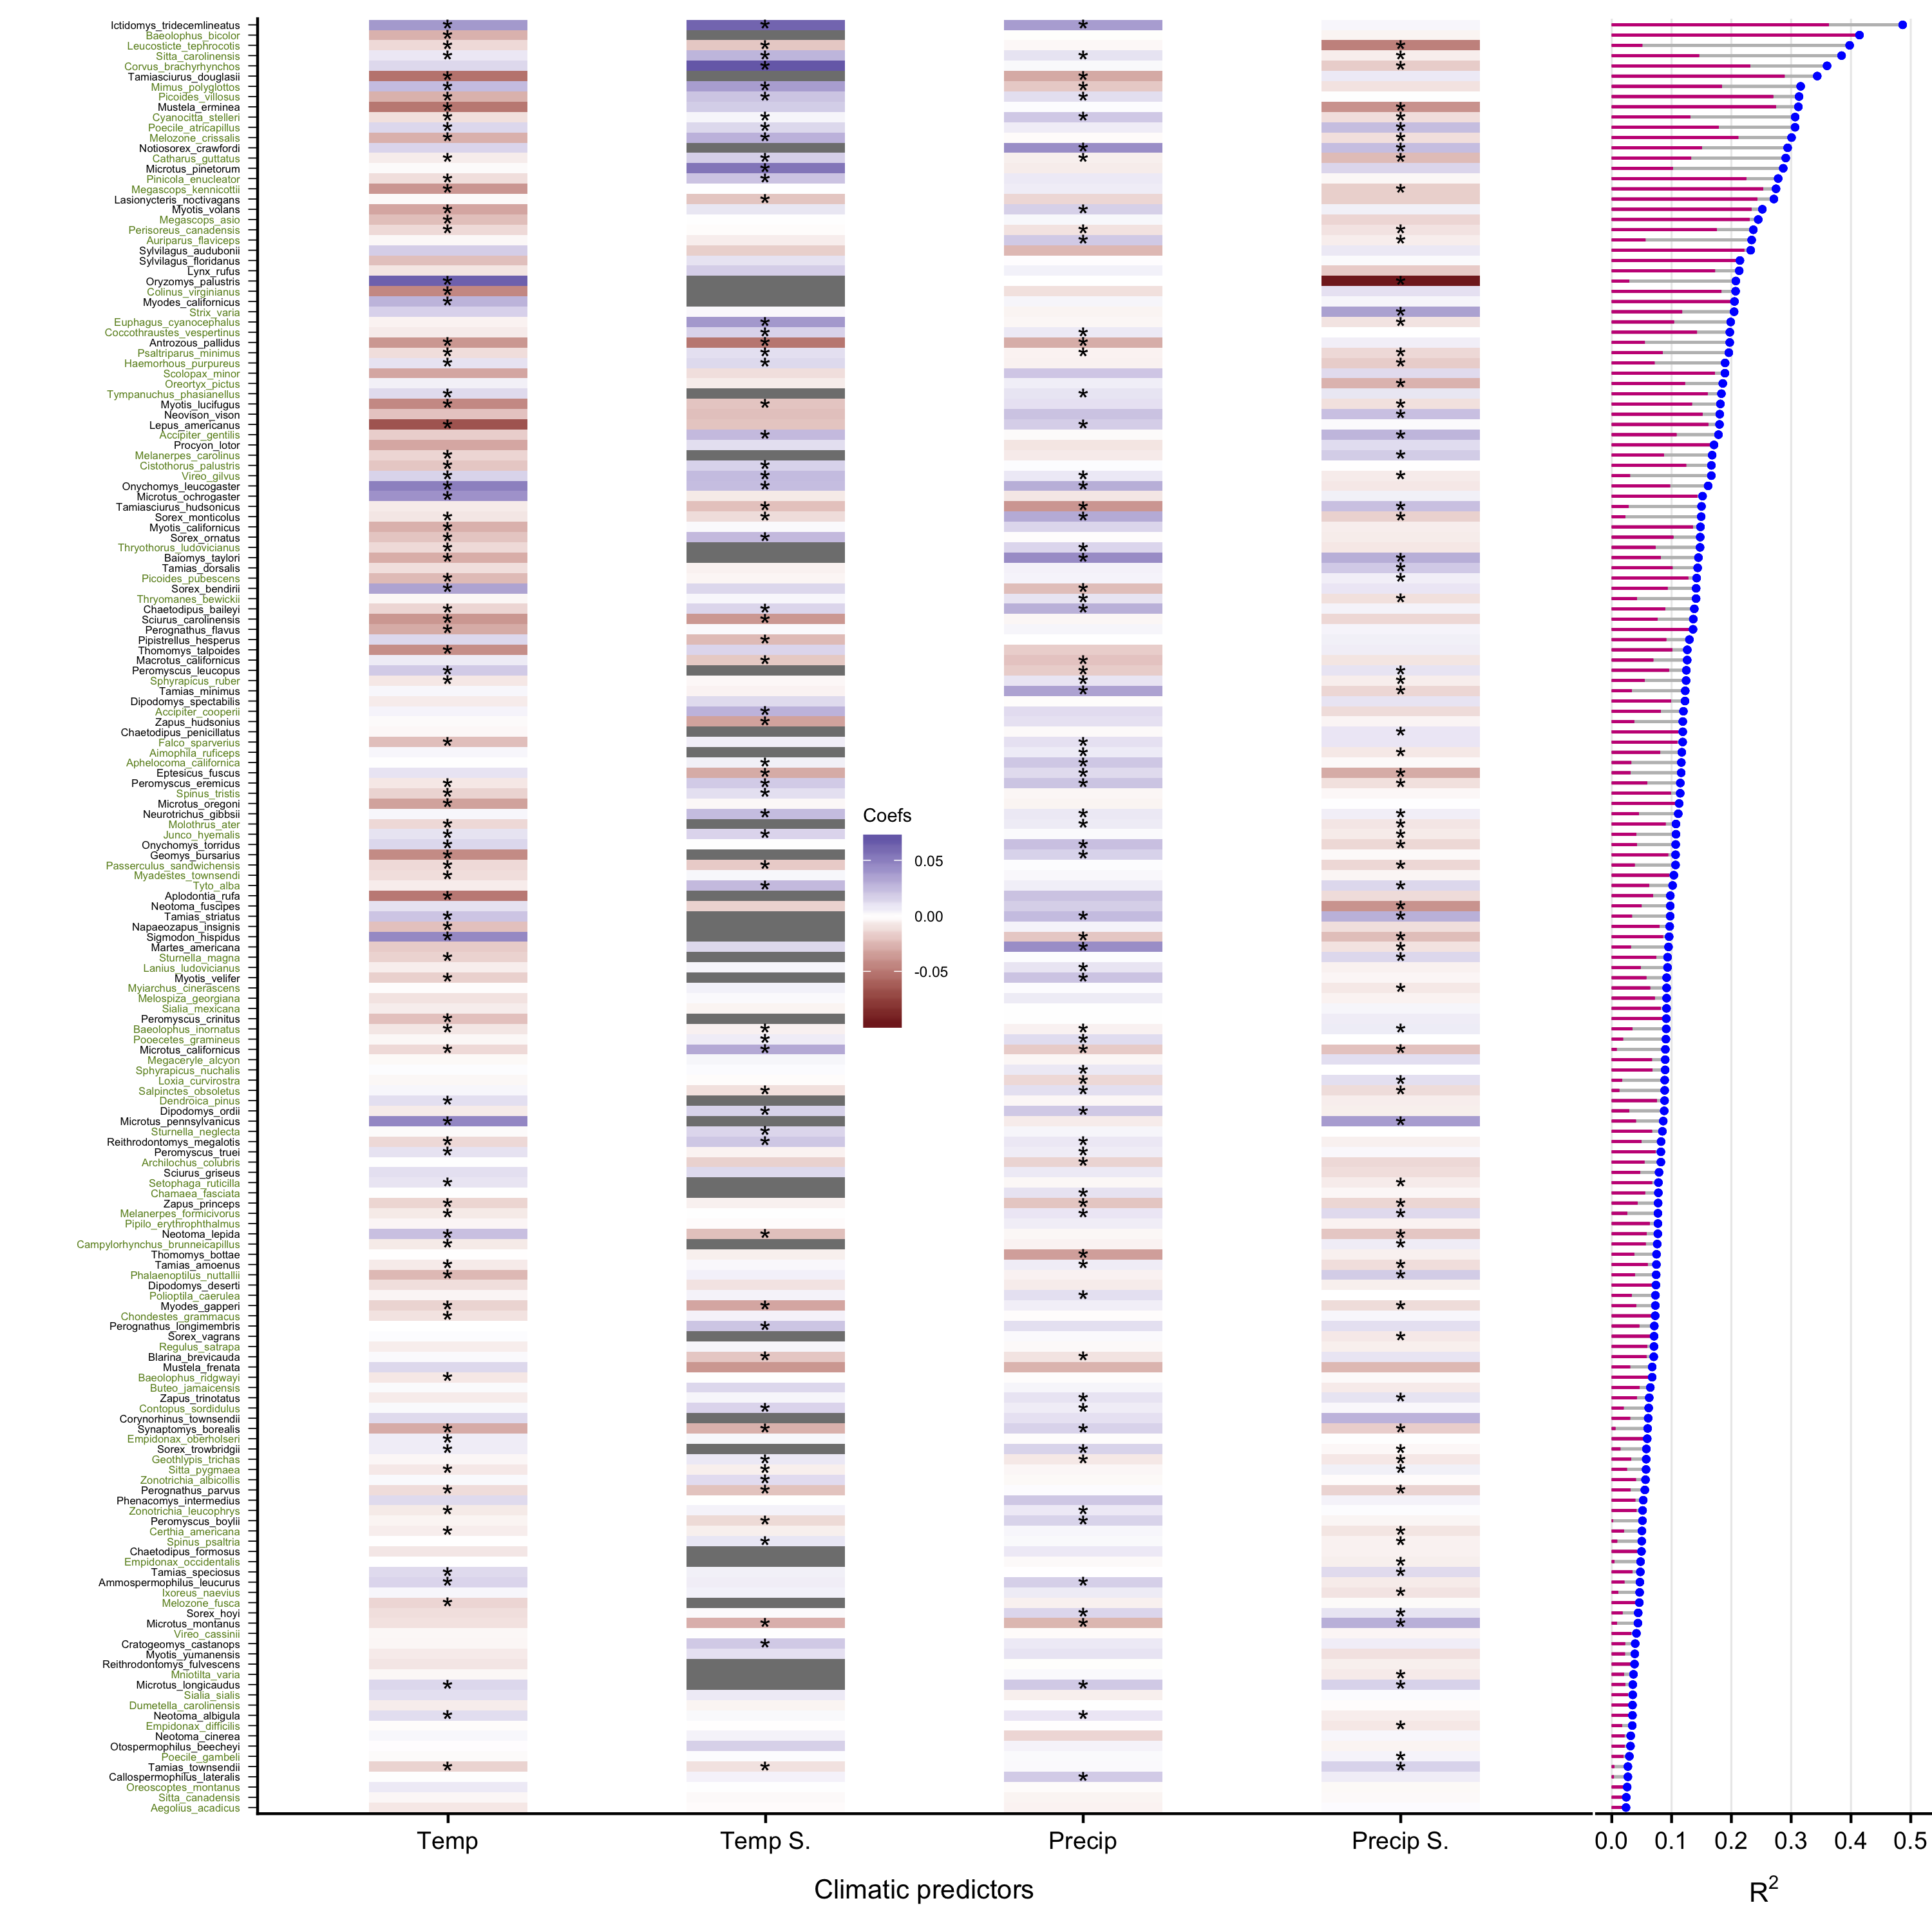 Ictidomys_tridecemlineatus
Baeolophus_bicolor
Leucosticte_tephrocotis
Sitta_carolinensis
Corvus_brachyrhynchos
Tamiasciurus_douglasii
Mimus_polyglottos
Picoides_villosus
Mustela_erminea
Cyanocitta_stelleri
Poecile_atricapillus
Melozone_crissalis
Notiosorex_crawfordi
Catharus_guttatus
Microtus_pinetorum
Pinicola_enucleator
Megascops_kennicottii
Lasionycteris_noctivagans
Myotis_volans
Megascops_asio
Perisoreus_canadensis
Auriparus_flaviceps
Sylvilagus_audubonii
Sylvilagus_floridanus
Lynx_rufus
Oryzomys_palustris
Colinus_virginianus
Myodes_californicus
Strix_varia
Euphagus_cyanocephalus
Coccothraustes_vespertinus
Antrozous_pallidus
Psaltriparus_minimus
Haemorhous_purpureus
Scolopax_minor
Oreortyx_pictus
Tympanuchus_phasianellus
Myotis_lucifugus
Neovison_vison
Lepus_americanus
Accipiter_gentilis
Procyon_lotor
Melanerpes_carolinus
Cistothorus_palustris
Vireo_gilvus
Onychomys_leucogaster
Microtus_ochrogaster
Tamiasciurus_hudsonicus
Sorex_monticolus
Myotis_californicus
Sorex_ornatus
Thryothorus_ludovicianus
Baiomys_taylori
Tamias_dorsalis
Picoides_pubescens
Sorex_bendirii
Thryomanes_bewickii
Chaetodipus_baileyi
Sciurus_carolinensis
Perognathus_flavus
Pipistrellus_hesperus
Thomomys_talpoides
Macrotus_californicus
Peromyscus_leucopus
Sphyrapicus_ruber
Tamias_minimus
Dipodomys_spectabilis
Accipiter_cooperii
Zapus_hudsonius
Chaetodipus_penicillatus
Falco_sparverius
Aimophila_ruficeps
Aphelocoma_californica
Eptesicus_fuscus
Peromyscus_eremicus
Spinus_tristis
Microtus_oregoni
Neurotrichus_gibbsii
Molothrus_ater
Junco_hyemalis
Onychomys_torridus
Geomys_bursarius
Passerculus_sandwichensis
Myadestes_townsendi
Tyto_alba
Aplodontia_rufa
Neotoma_fuscipes
Tamias_striatus
Napaeozapus_insignis
Sigmodon_hispidus
Martes_americana
Sturnella_magna
Lanius_ludovicianus
Myotis_velifer
Myiarchus_cinerascens
Melospiza_georgiana
Sialia_mexicana
Peromyscus_crinitus
Baeolophus_inornatus
Pooecetes_gramineus
Microtus_californicus
Megaceryle_alcyon
Sphyrapicus_nuchalis
Loxia_curvirostra
Salpinctes_obsoletus
Dendroica_pinus
Dipodomys_ordii
Microtus_pennsylvanicus
Sturnella_neglecta
Reithrodontomys_megalotis
Peromyscus_truei
Archilochus_colubris
Sciurus_griseus
Setophaga_ruticilla
Chamaea_fasciata
Zapus_princeps
Melanerpes_formicivorus
Pipilo_erythrophthalmus
Neotoma_lepida
Campylorhynchus_brunneicapillus
Thomomys_bottae
Tamias_amoenus
Phalaenoptilus_nuttallii
Dipodomys_deserti
Polioptila_caerulea
Myodes_gapperi
Chondestes_grammacus
Perognathus_longimembris
Sorex_vagrans
Regulus_satrapa
Blarina_brevicauda
Mustela_frenata
Baeolophus_ridgwayi
Buteo_jamaicensis
Zapus_trinotatus
Contopus_sordidulus
Corynorhinus_townsendii
Synaptomys_borealis
Empidonax_oberholseri
Sorex_trowbridgii
Geothlypis_trichas
Sitta_pygmaea
Zonotrichia_albicollis
Perognathus_parvus
Phenacomys_intermedius
Zonotrichia_leucophrys
Peromyscus_boylii
Certhia_americana
Spinus_psaltria
Chaetodipus_formosus
Empidonax_occidentalis
Tamias_speciosus
Ammospermophilus_leucurus
Ixoreus_naevius
Melozone_fusca
Sorex_hoyi
Microtus_montanus
Vireo_cassinii
Cratogeomys_castanops
Myotis_yumanensis
Reithrodontomys_fulvescens
Mniotilta_varia
Microtus_longicaudus
Sialia_sialis
Dumetella_carolinensis
Neotoma_albigula
Empidonax_difficilis
Neotoma_cinerea
Otospermophilus_beecheyi
Poecile_gambeli
Tamias_townsendii
Callospermophilus_lateralis
Oreoscoptes_montanus
Sitta_canadensis
Aegolius_acadicus
Coefs
0.05
0.00
-0.05
Temp Temp S. Precip Precip S.
Climatic predictors
0.0 0.1 0.2 0.3 0.4 0.5
R²